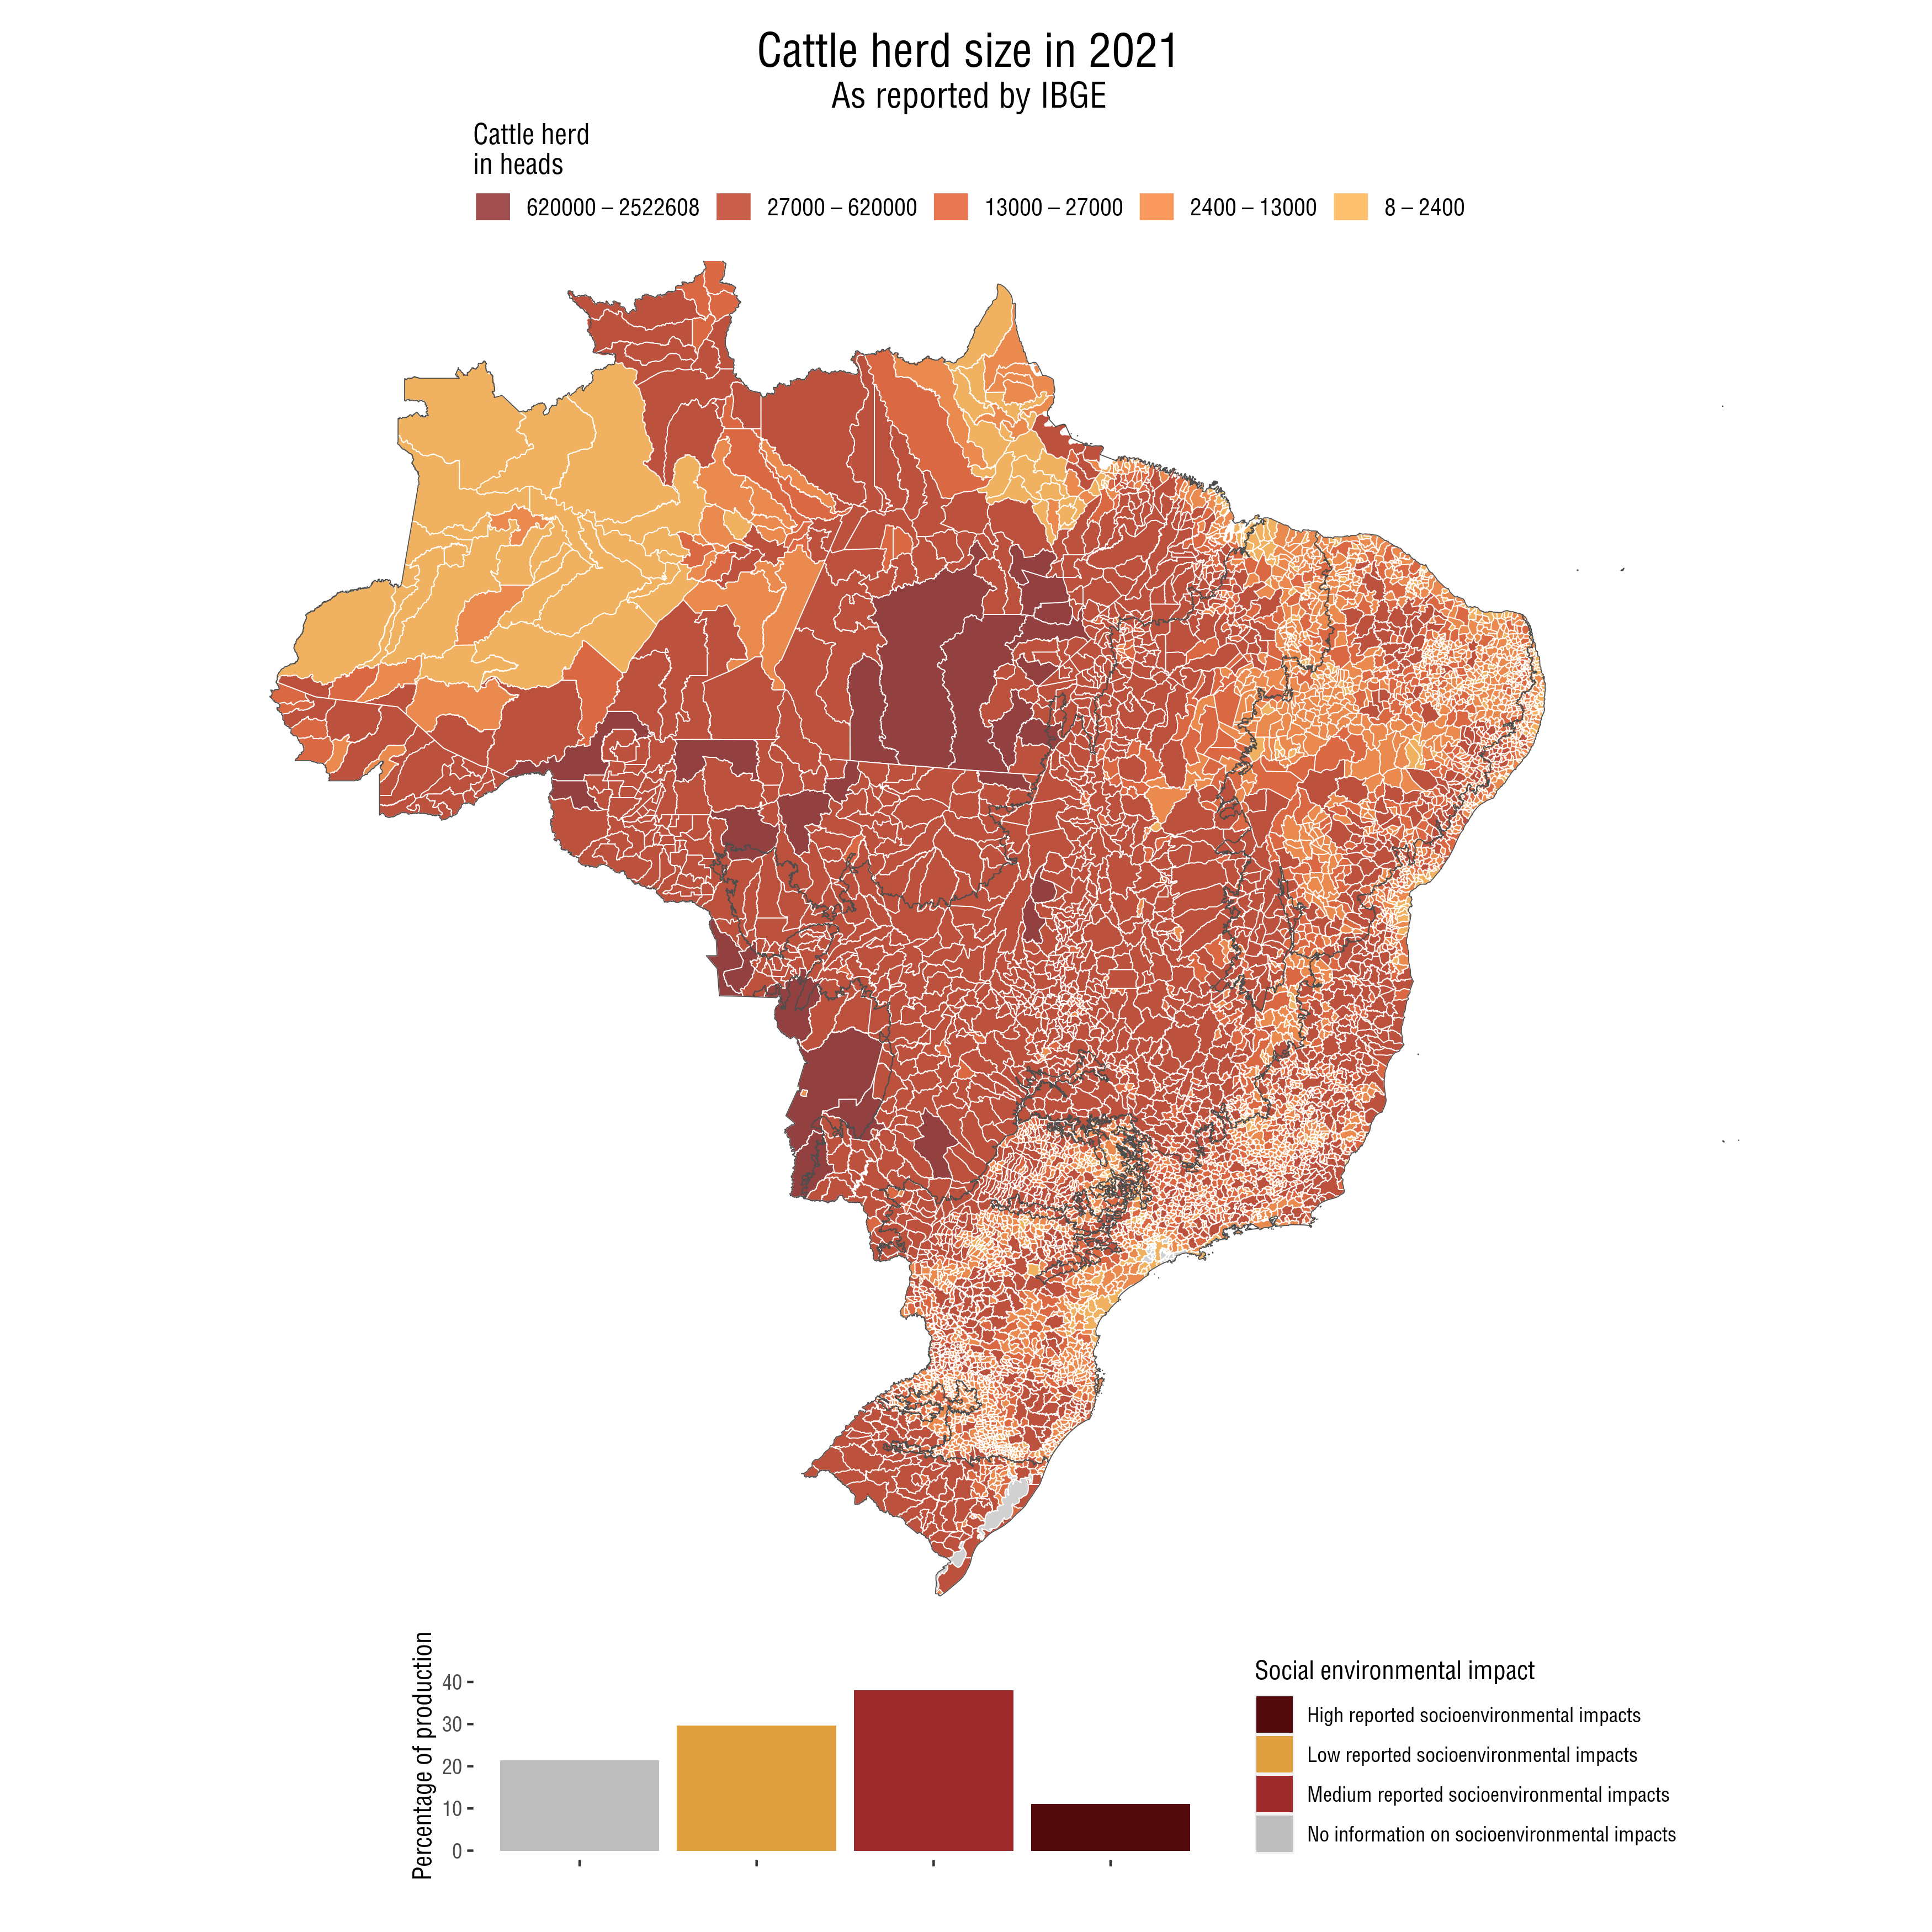 Cattle herd size in 2021
As reported by IBGE
Cattle herd
in heads
620000 – 2522608 27000 – 620000 13000 – 27000 2400 – 13000 8 – 2400
Percentage of production
40
30
20
10
0
Social environmental impact
High reported socioenvironmental impacts
Low reported socioenvironmental impacts
Medium reported socioenvironmental impacts
No information on socioenvironmental impacts